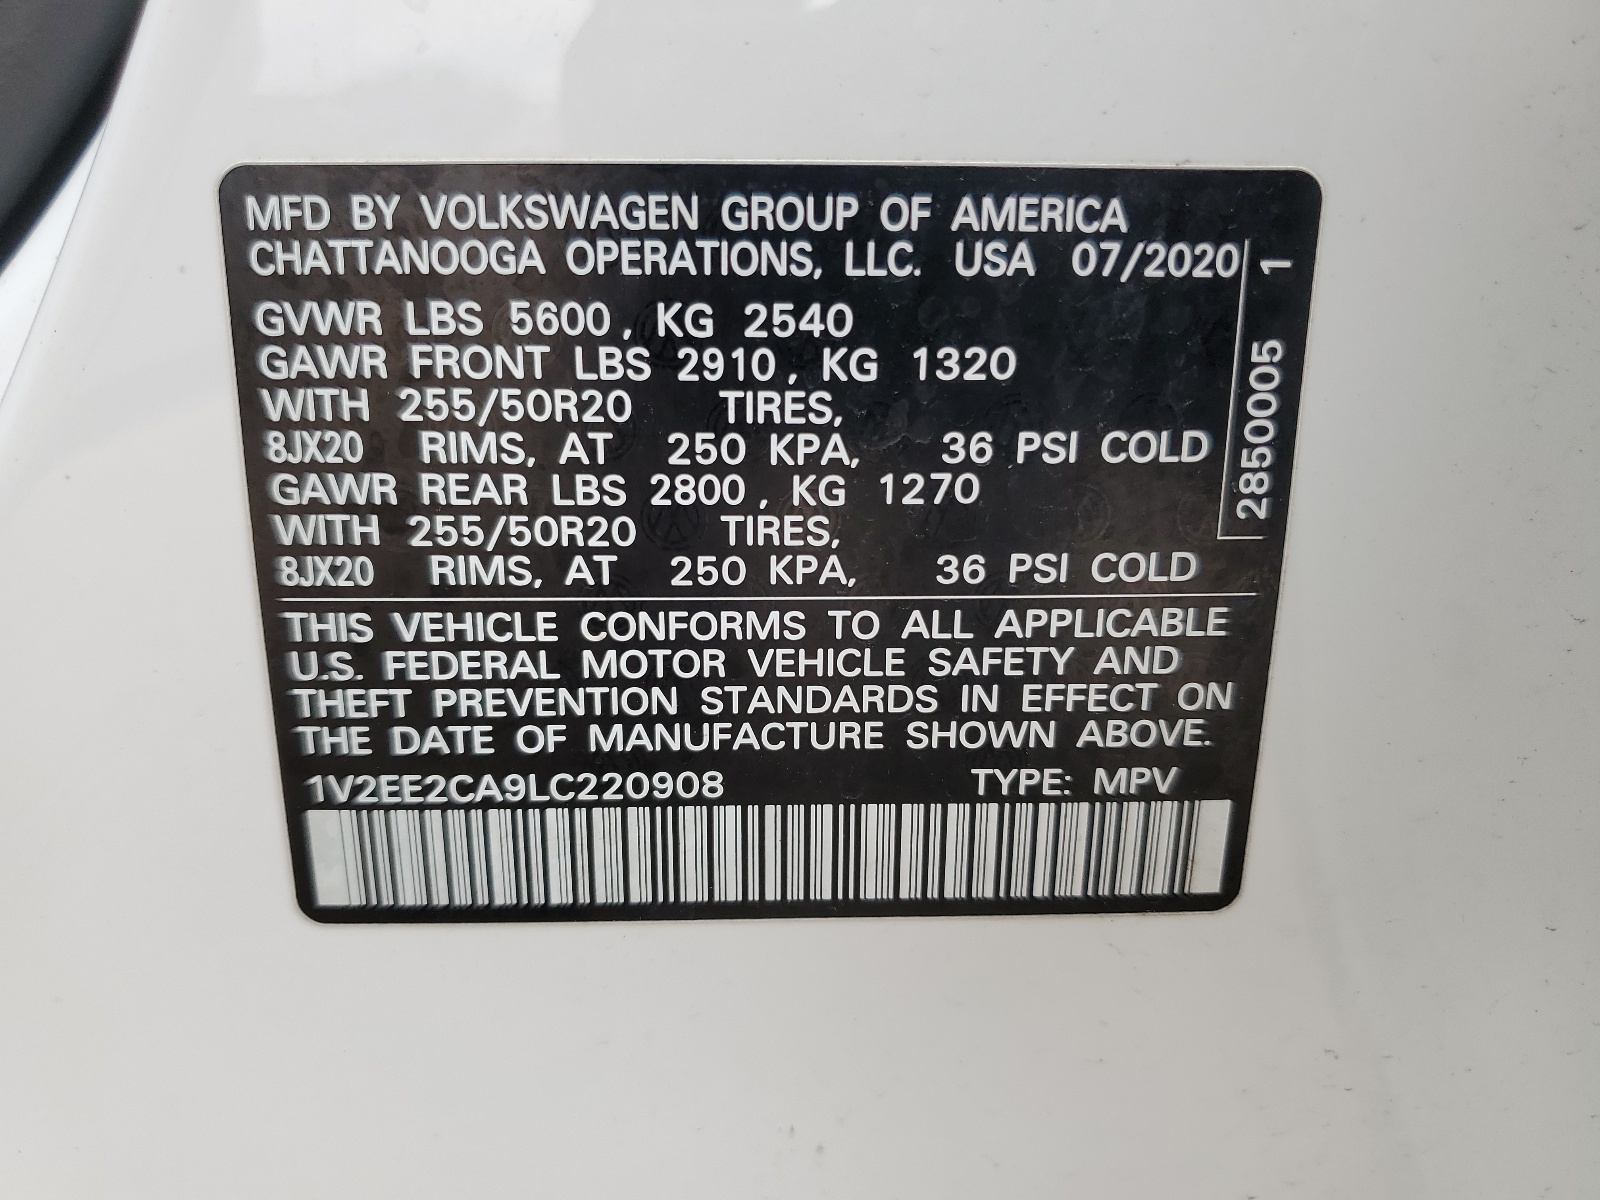 MFD BY VOLKSWAGEN GROUP OF AMERICA
CHATTANOOGA OPERATIONS, LLC. USA 07/2020
GVWR LBS 5600, KG 2540
GAWR FRONT LBS 2910, KG 1320
WITH 255/50R20 TIRES,
8JX20 RIMS, AT 250 KPA, 36 PSI COLD
GAWR REAR LBS 2800, KG 1270
WITH 255/50R20 TIRES,
8JX20 RIMS, AT 250 KPA, 36 PSI COLD
THIS VEHICLE CONFORMS TO ALL APPLICABLE
U.S. FEDERAL MOTOR VEHICLE SAFETY AND
THEFT PREVENTION STANDARDS IN EFFECT ON
THE DATE OF MANUFACTURE SHOWN ABOVE.
1V2EE2CA9LC220908 TYPE: MPV
2850005 1